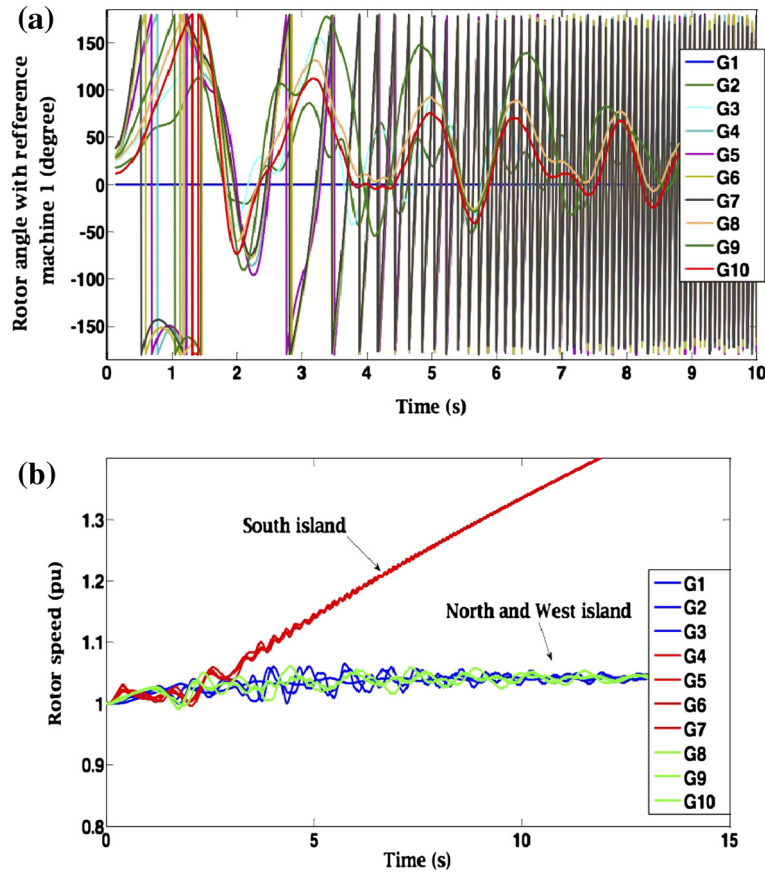 (a)
Rotor angle with refference
machine 1 (degree)
150
100
50
0
-50
-100
-150
0 1 2 3 4 5 6 7 8 9 10
Time (s)
G1
G2
G3
G4
G5
G6
G7
G8
G9
G10
(b)
Rotor speed (pu)
1.3
1.2
1.1
1
0.9
0.8
0 5 10 15
Time (s)
South island
North and West island
G1
G2
G3
G4
G5
G6
G7
G8
G9
G10